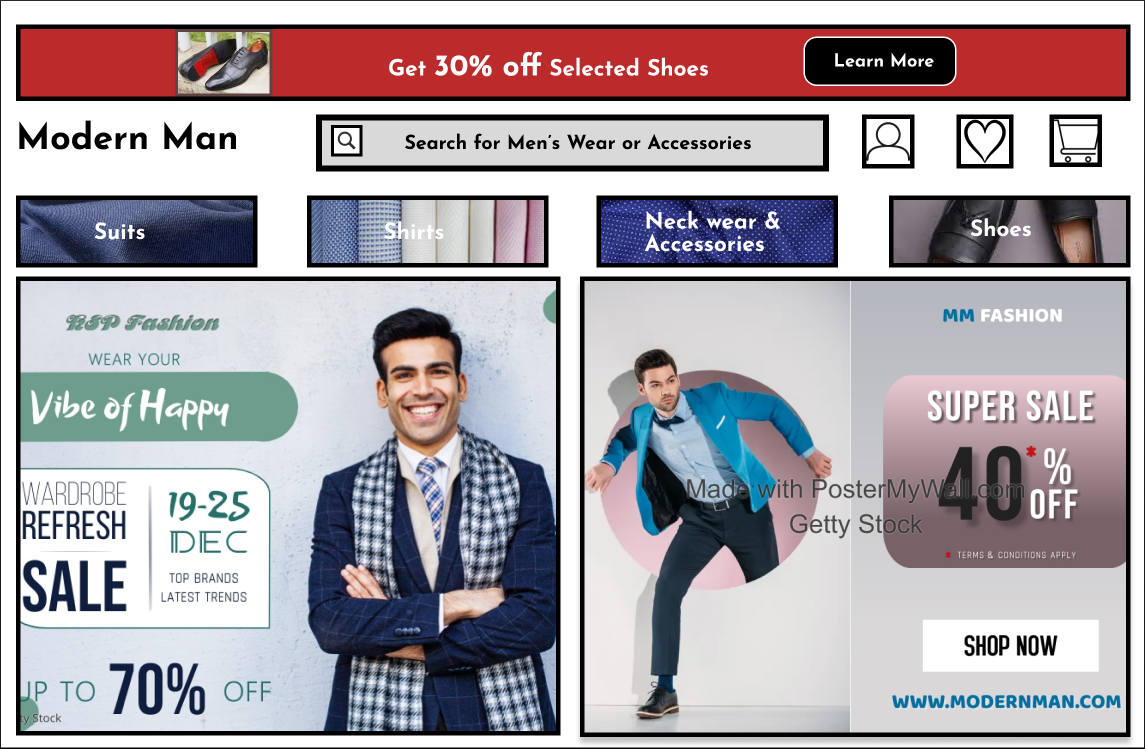 Get 30% off Selected Shoes
Learn More
Modern Man
Search for Men's Wear or Accessories
Suits
Shirts
Neck wear &
Accessories
Shoes
RSP Fashion
WEAR YOUR
Vibe of Happy
WARDROBE
REFRESH
SALE
19-25
DEC
TOP BRANDS
LATEST TRENDS
UP TO 70% OFF
ty Stock
MM FASHION
SUPER SALE
40*%
OFF
* TERMS & CONDITIONS APPLY
Made with PosterMyWall.com
Getty Stock
SHOP NOW
WWW.MODERNMAN.COM